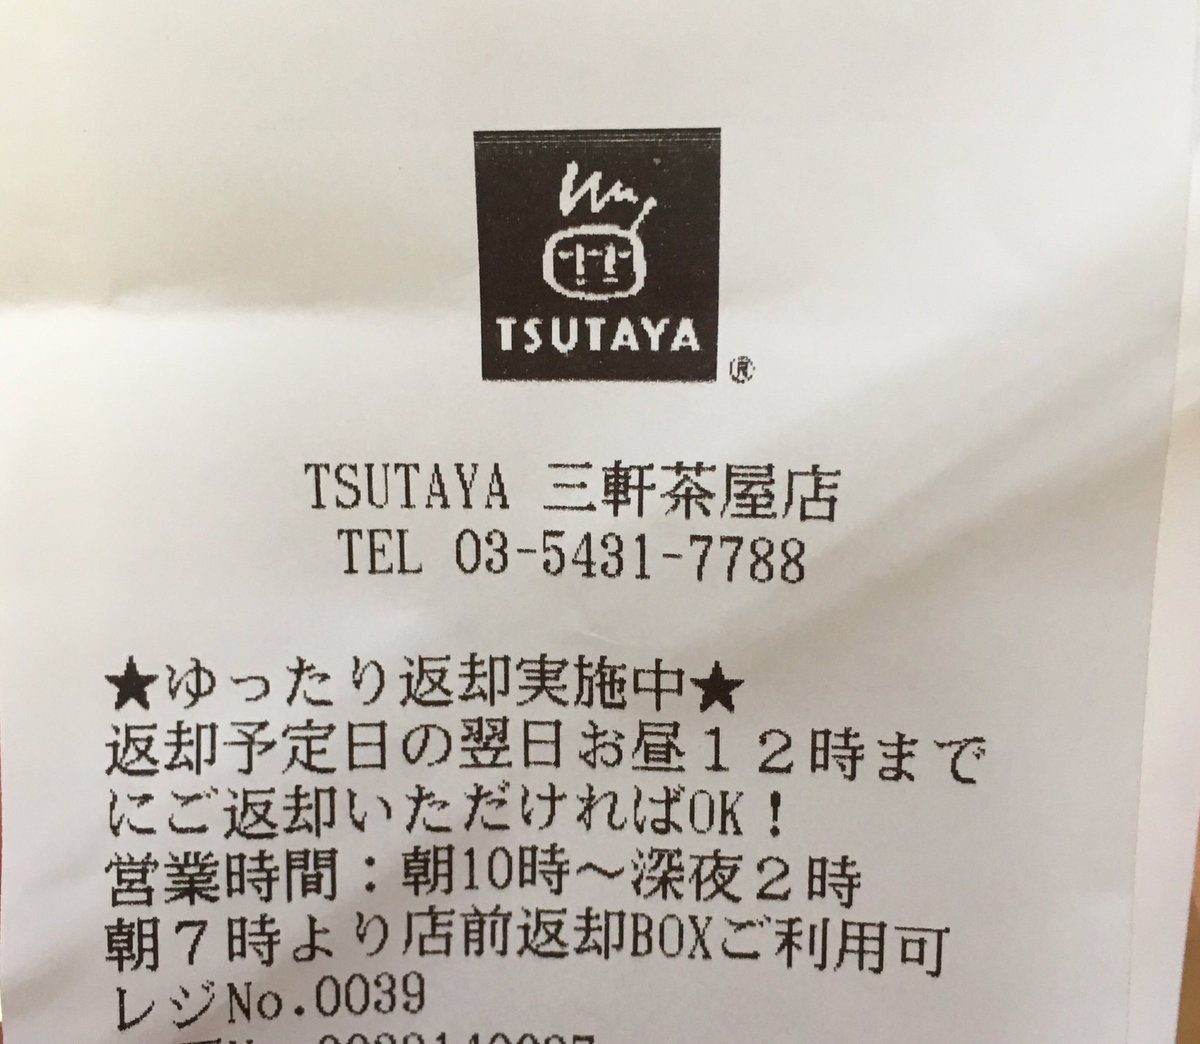 TSUTAYA
®
TSUTAYA 三軒茶屋店
TEL 03-5431-7788
★ゆったり返却実施中★
返却予定日の翌日お昼１２時まで
にご返却いただければOK！
営業時間：朝10時～深夜２時
朝７時より店前返却BOXご利用可
レジNo.0039